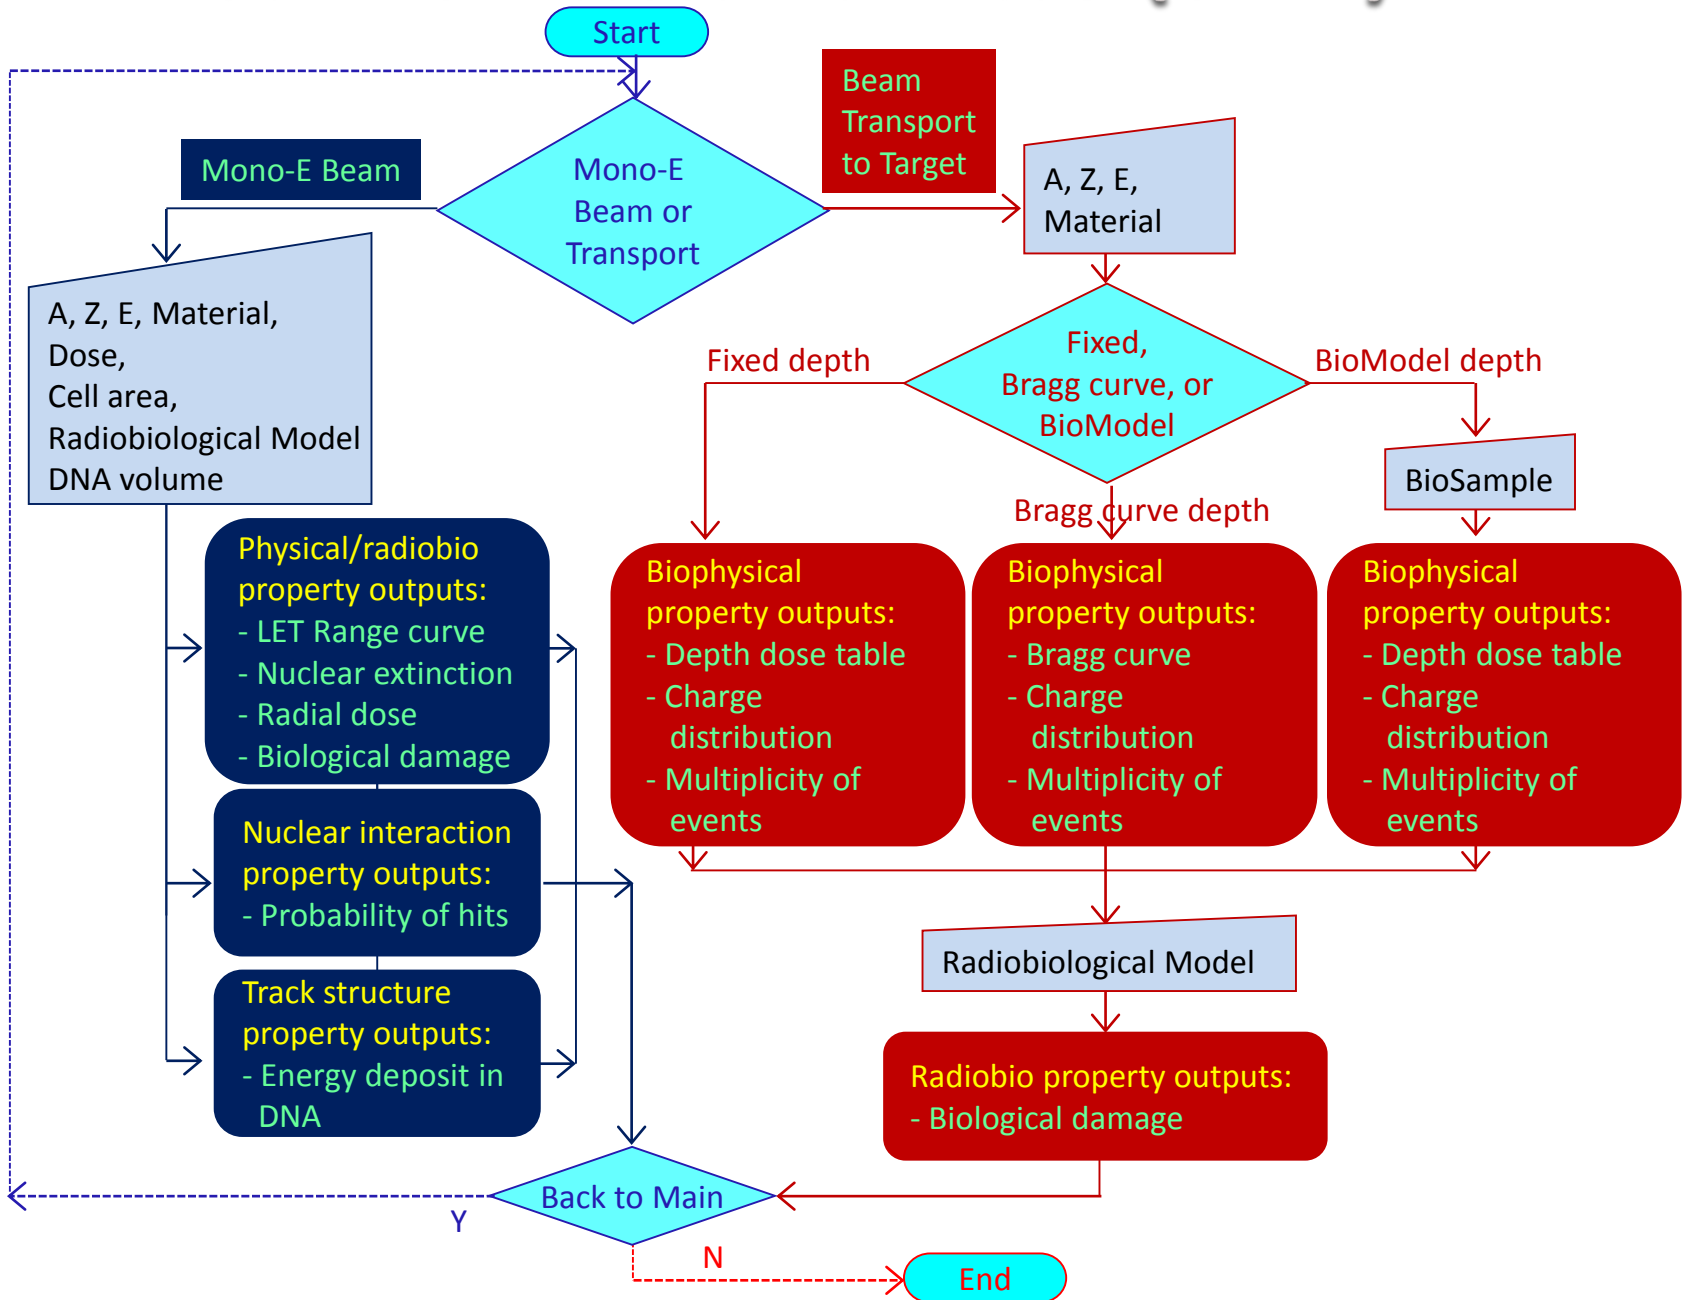 Start
Beam
Transport
to Target
Mono-E Beam
Mono-E
Beam or
Transport
A, Z, E,
Material
A, Z, E, Material,
Dose,
Cell area,
Radiobiological Model
DNA volume
Fixed depth
Fixed,
Bragg curve, or
BioModel
BioModel depth
BioSample
Bragg curve depth
Physical/radiobio
property outputs:
- LET Range curve
- Nuclear extinction
- Radial dose
- Biological damage
Biophysical
property outputs:
- Depth dose table
- Charge
distribution
- Multiplicity of
events
Biophysical
property outputs:
- Bragg curve
- Charge
distribution
- Multiplicity of
events
Biophysical
property outputs:
- Depth dose table
- Charge
distribution
- Multiplicity of
events
Nuclear interaction
property outputs:
- Probability of hits
Track structure
property outputs:
- Energy deposit in
DNA
Radiobiological Model
Radiobio property outputs:
- Biological damage
Back to Main
Y
N
End